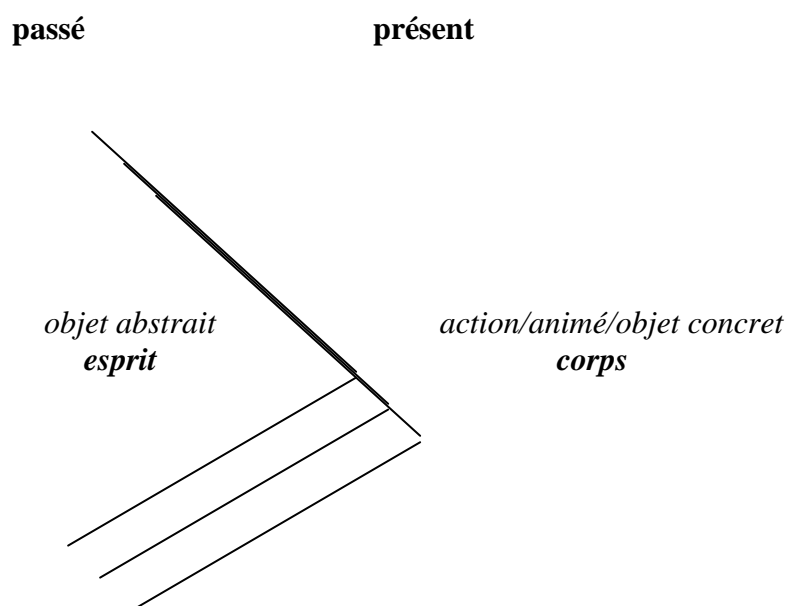 passé présent
objet abstrait action/animé/objet concret
esprit corps